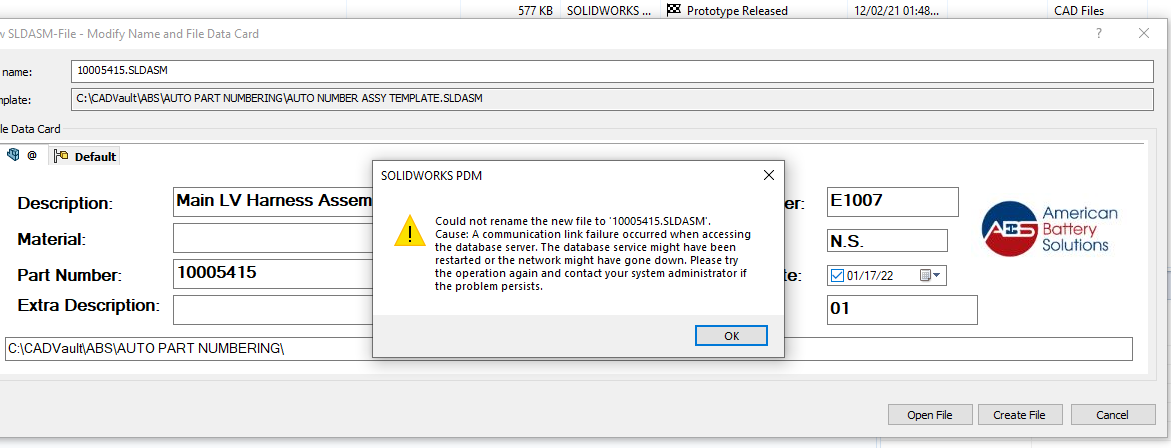 577 KB SOLIDWORKS ... Prototype Released 12/02/21 01:48... CAD Files
SLDASM-File - Modify Name and File Data Card ? ×
name: 10005415.SLDASM
C:\CADVault\ABS\AUTO PART NUMBERING\AUTO NUMBER ASSY TEMPLATE.SLDASM
Data Card
@ Default
SOLIDWORKS PDM
Description: Main LV Harness Assem
E1007
Could not rename the new file to '10005415.SLDASM'.
Cause: A communication link failure occurred when accessing
the database server. The database service might have been
restarted or the network might have gone down. Please try
the operation again and contact your system administrator if
the problem persists.
OK
ABS American
Battery
Solutions
Material:
N.S.
Part Number: 10005415
01/17/22
Extra Description:
01
C:\CADVault\ABS\AUTO PART NUMBERING\
Open File Create File Cancel